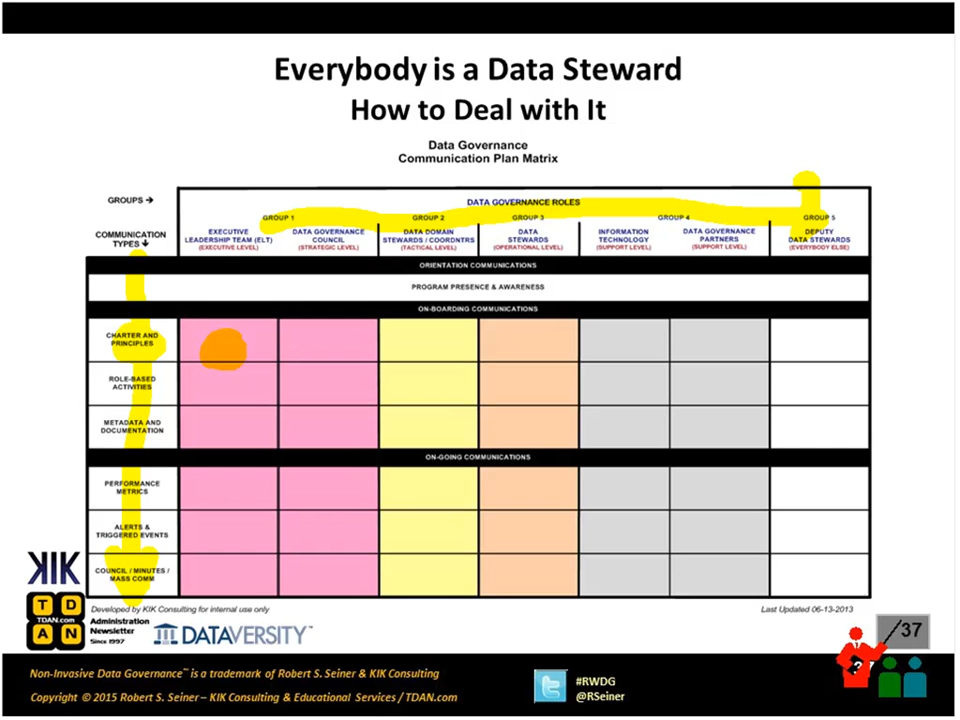 Everybody is a Data Steward
How to Deal with It
Data Governance
Communication Plan Matrix
GROUPS →
DATA GOVERNANCE ROLES
GROUP 1
GROUP 2
GROUP 3
GROUP 4
GROUP 5
COMMUNICATION
TYPES ↓
EXECUTIVE
LEADERSHIP TEAM (ELT)
(EXECUTIVE LEVEL)
DATA GOVERNANCE
COUNCIL
(STRATEGIC LEVEL)
DATA DOMAIN
STEWARDS / COORDNTRS
(TACTICAL LEVEL)
DATA
STEWARDS
(OPERATIONAL LEVEL)
INFORMATION
TECHNOLOGY
(SUPPORT LEVEL)
DATA GOVERNANCE
PARTNERS
(SUPPORT LEVEL)
DEPUTY
DATA STEWARDS
(EVERYBODY ELSE)
ORIENTATION COMMUNICATIONS
PROGRAM PRESENCE & AWARENESS
ON-BOARDING COMMUNICATIONS
CHARTER AND
PRINCIPLES
ROLE-BASED
ACTIVITIES
METADATA AND
DOCUMENTATION
ON-GOING COMMUNICATIONS
PERFORMANCE
METRICS
ALERTS &
TRIGGERED EVENTS
COUNCIL / MINUTES /
MASS COMM
KIK
T D
TDAN.com
A N
Developed by KIK Consulting for internal use only
Last Updated 06-13-2013
Administration
Newsletter
Since 1997
DATAVERSITY™
/37
Non-Invasive Data Governance™ is a trademark of Robert S. Seiner & KIK Consulting
Copyright © 2015 Robert S. Seiner – KIK Consulting & Educational Services / TDAN.com
#RWDG
@RSeiner